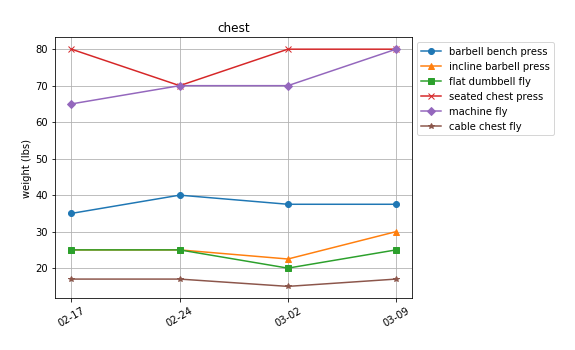 chest
80
70
60
50
40
30
20
weight (lbs)
02-17
02-24
03-02
03-09
barbell bench press
incline barbell press
flat dumbbell fly
seated chest press
machine fly
cable chest fly